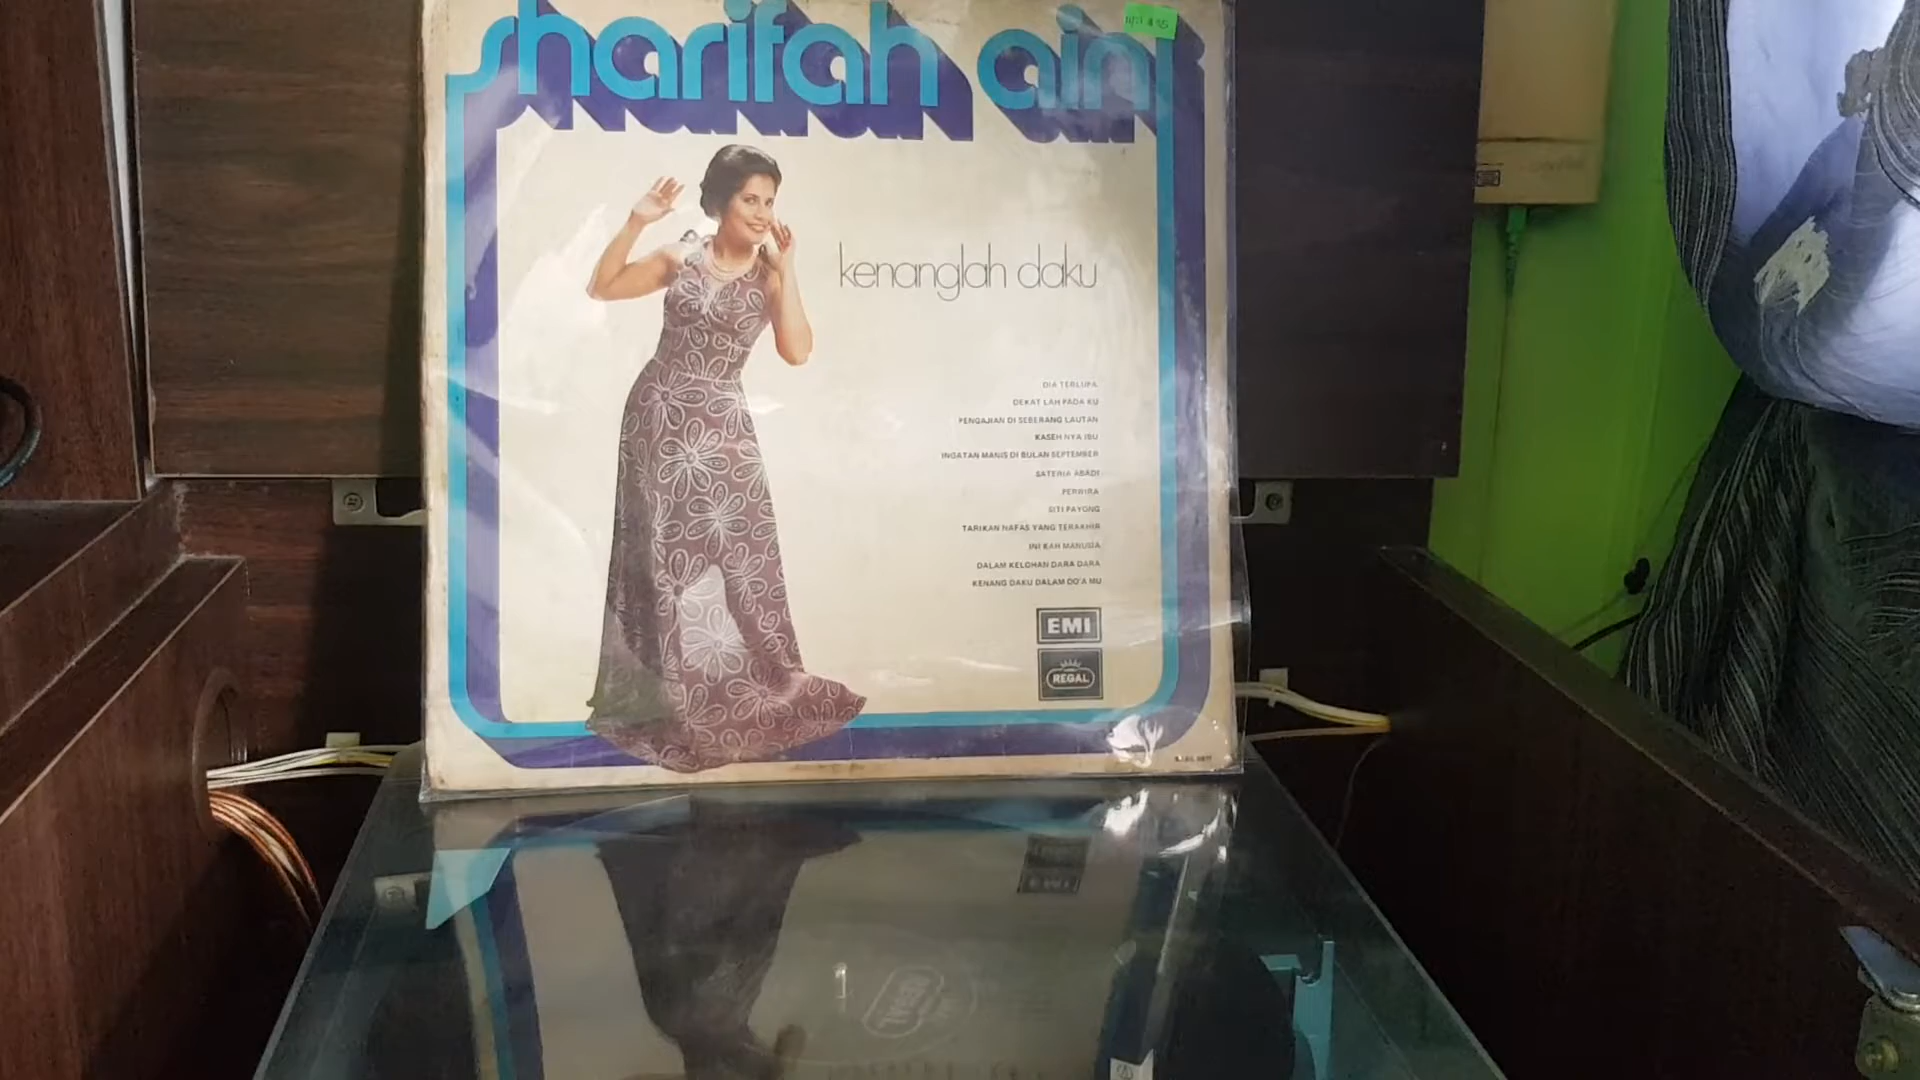 sharifah aini
kenanglah daku
DIA TERLUPA
DEKAT LAH PADA KU
PENGAJIAN DI SEBERANG LAUTAN
KASEH NYA IBU
INGATAN MANIS DI BULAN SEPTEMBER
SATERIA ABADI
PERWIRA
SITI PAYONG
TARIKAN NAFAS YANG TERAKHIR
INI KAH MANUSIA
DALAM KELOHAN DARA DARA
KENANG DAKU DALAM DO'A MU
EMI
REGAL
REGAL